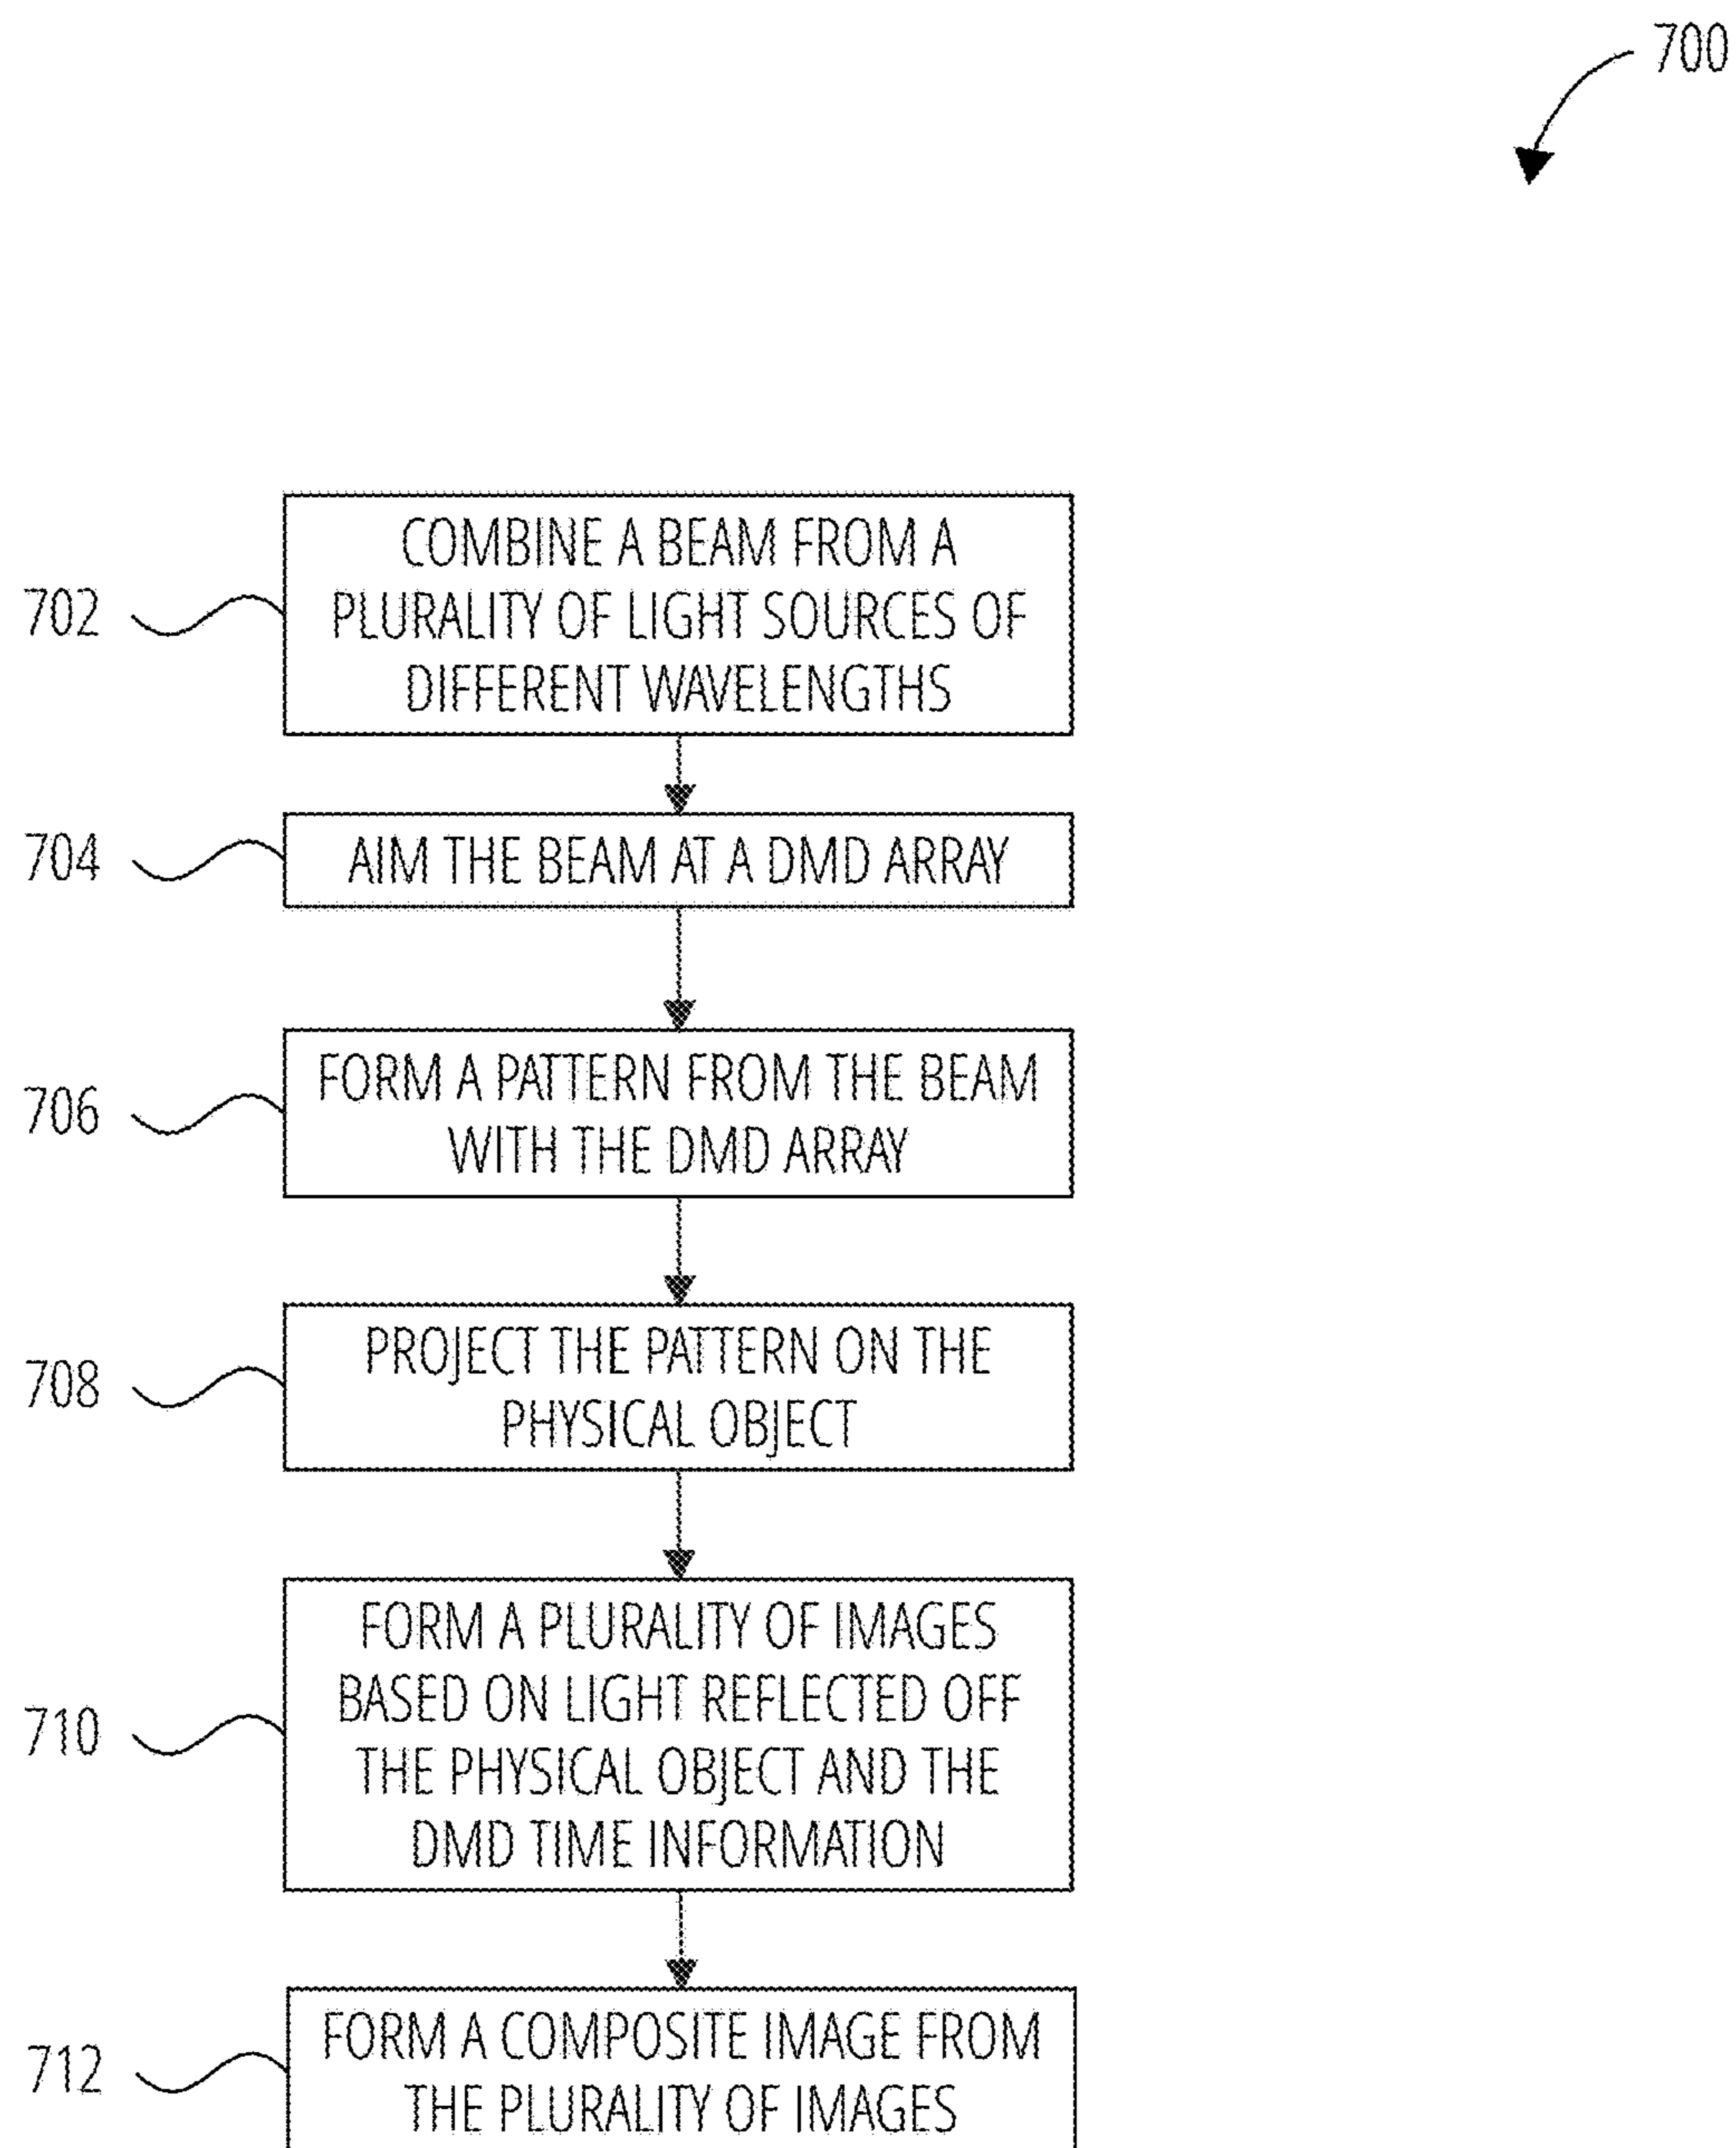 700
702
COMBINE A BEAM FROM A
PLURALITY OF LIGHT SOURCES OF
DIFFERENT WAVELENGTHS
704
AIM THE BEAM AT A DMD ARRAY
706
FORM A PATTERN FROM THE BEAM
WITH THE DMD ARRAY
708
PROJECT THE PATTERN ON THE
PHYSICAL OBJECT
710
FORM A PLURALITY OF IMAGES
BASED ON LIGHT REFLECTED OFF
THE PHYSICAL OBJECT AND THE
DMD TIME INFORMATION
712
FORM A COMPOSITE IMAGE FROM
THE PLURALITY OF IMAGES